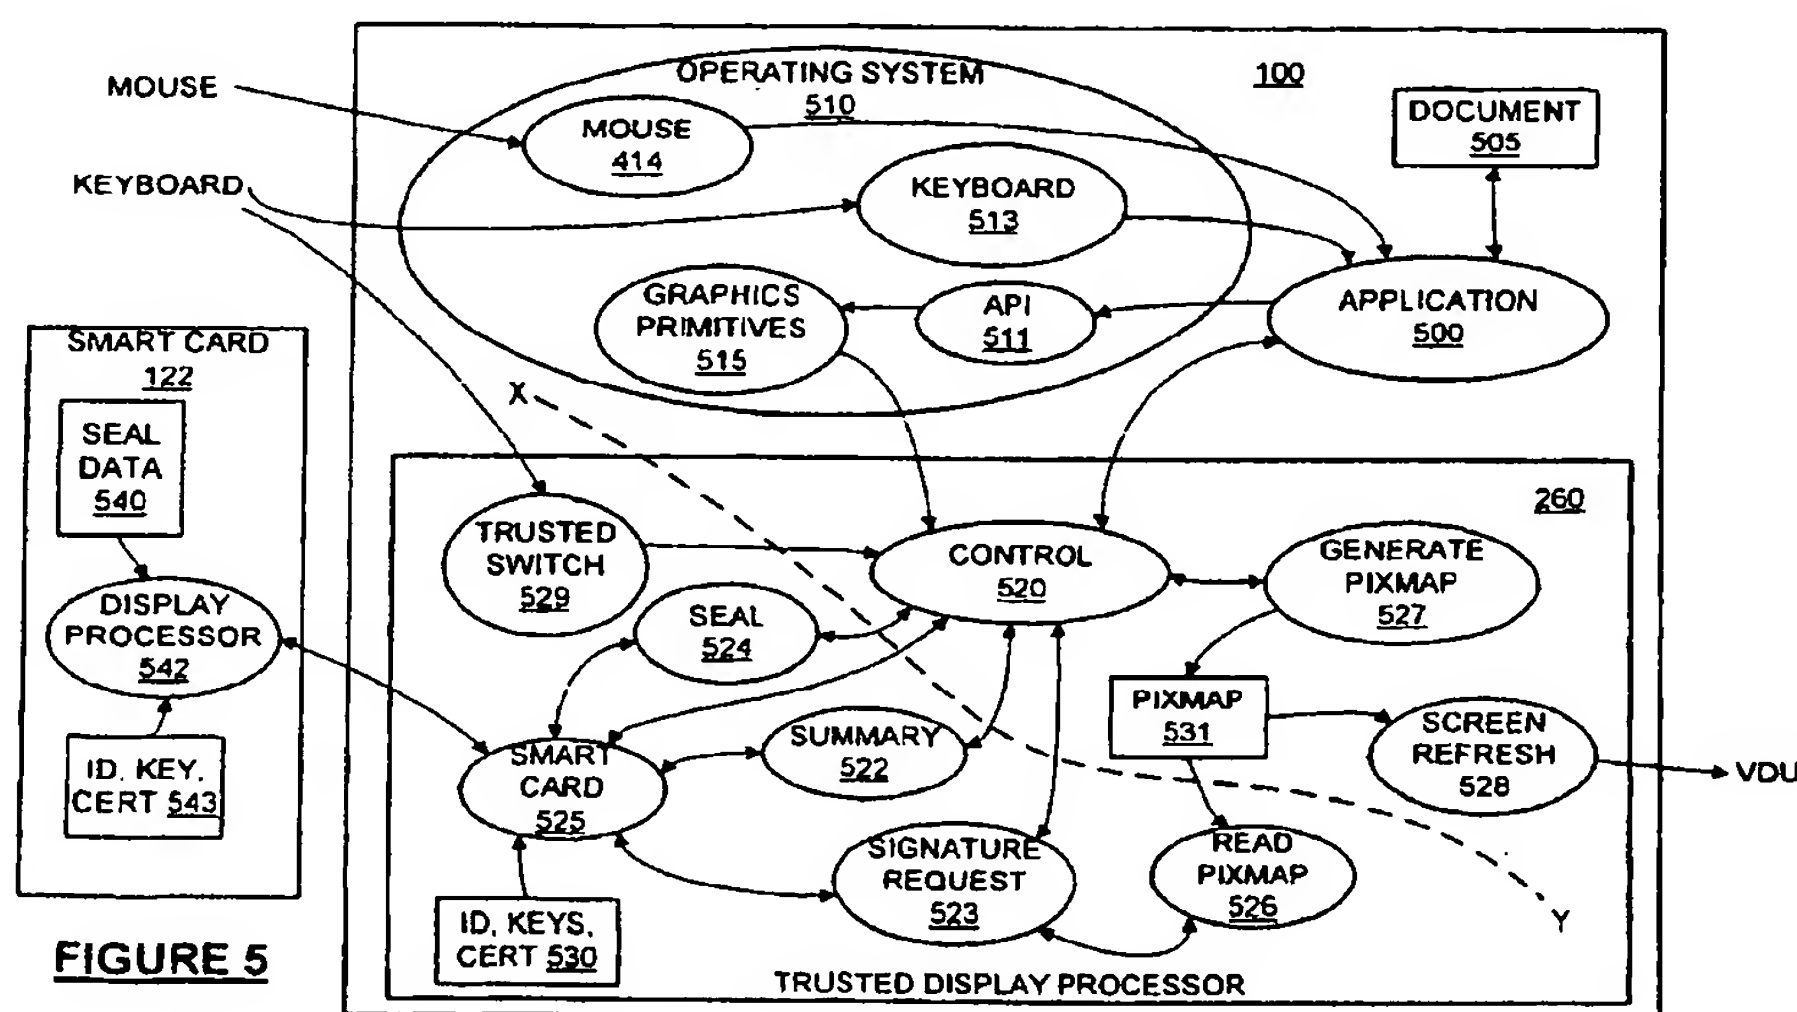 OPERATING SYSTEM
510
100
MOUSE
MOUSE
414
DOCUMENT
505
KEYBOARD
KEYBOARD
513
GRAPHICS
PRIMITIVES
515
API
511
APPLICATION
500
SMART CARD
122
SEAL
DATA
540
DISPLAY
PROCESSOR
542
ID, KEY,
CERT 543
X
260
TRUSTED
SWITCH
529
CONTROL
520
GENERATE
PIXMAP
527
SEAL
524
PIXMAP
531
SCREEN
REFRESH
528
VDU
SUMMARY
522
SMART
CARD
525
SIGNATURE
REQUEST
523
READ
PIXMAP
526
Y
ID, KEYS,
CERT 530
TRUSTED DISPLAY PROCESSOR
FIGURE 5